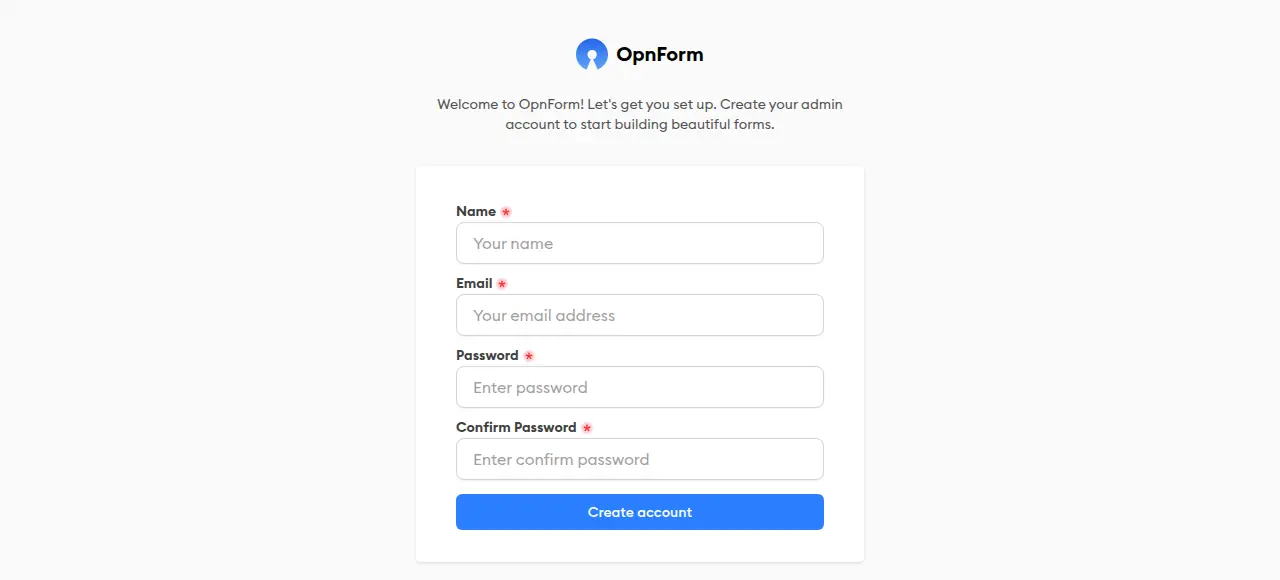 OpnForm
Welcome to OpnForm! Let's get you set up. Create your admin
account to start building beautiful forms.
Name *
Your name
Email *
Your email address
Password *
Enter password
Confirm Password *
Enter confirm password
Create account